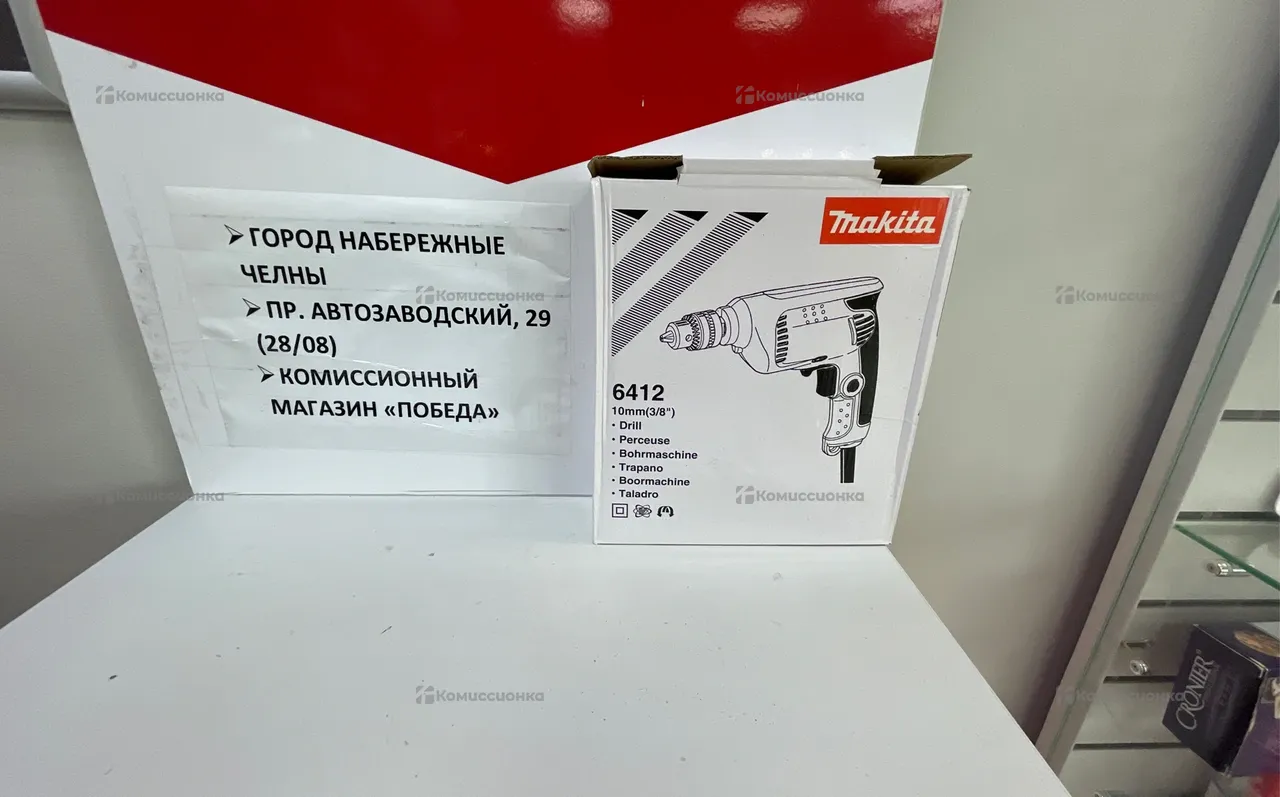 ➢ГОРОД НАБЕРЕЖНЫЕ
ЧЕЛНЫ
➢ПР. АВТОЗАВОДСКИЙ, 29
(28/08)
➢КОМИССИОННЫЙ
МАГАЗИН «ПОБЕДА»
makita
6412
10mm(3/8")
• Drill
• Perceuse
• Bohrmaschine
• Trapano
• Boormachine
• Taladro
CRONIER
Комиссионка
Комиссионка
Комиссионка
Комиссионка
Комиссионка
Комиссионка
Комиссионка
Комиссионка